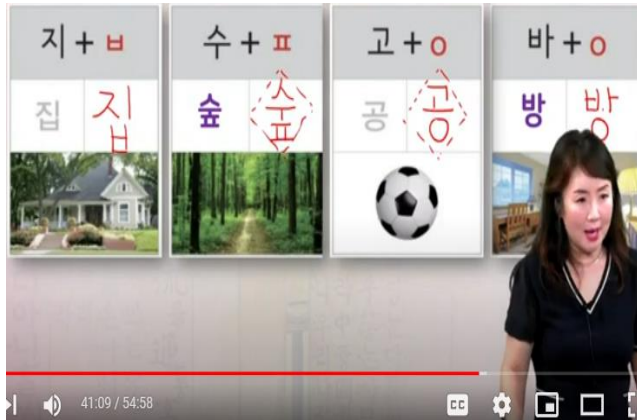 지 + ㅂ 수 + ㅍ 고 + ㅇ 바 + ㅇ
집 집 숲 숲 공 공 방 방
41:09 / 54:58 CC